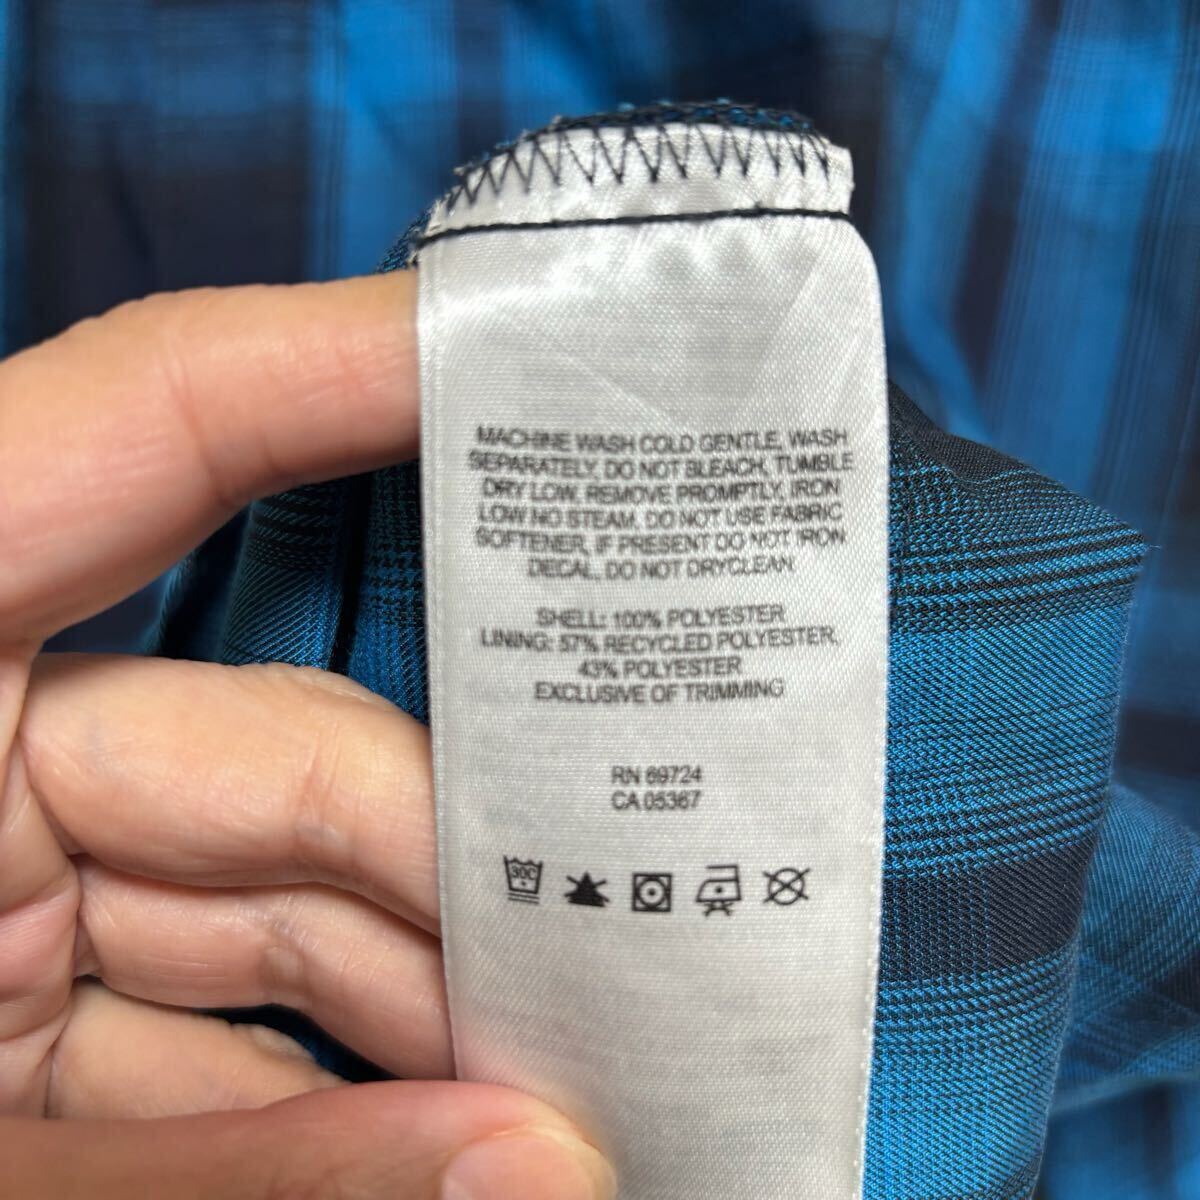 MACHINE WASH COLD GENTLE, WASH
SEPARATELY, DO NOT BLEACH, TUMBLE
DRY LOW, REMOVE PROMPTLY, IRON
LOW NO STEAM, DO NOT USE FABRIC
SOFTENER, IF PRESENT DO NOT IRON
DECAL, DO NOT DRYCLEAN
SHELL: 100% POLYESTER
LINING: 57% RECYCLED POLYESTER,
43% POLYESTER
EXCLUSIVE OF TRIMMING
RN 69724
CA 05367
30C